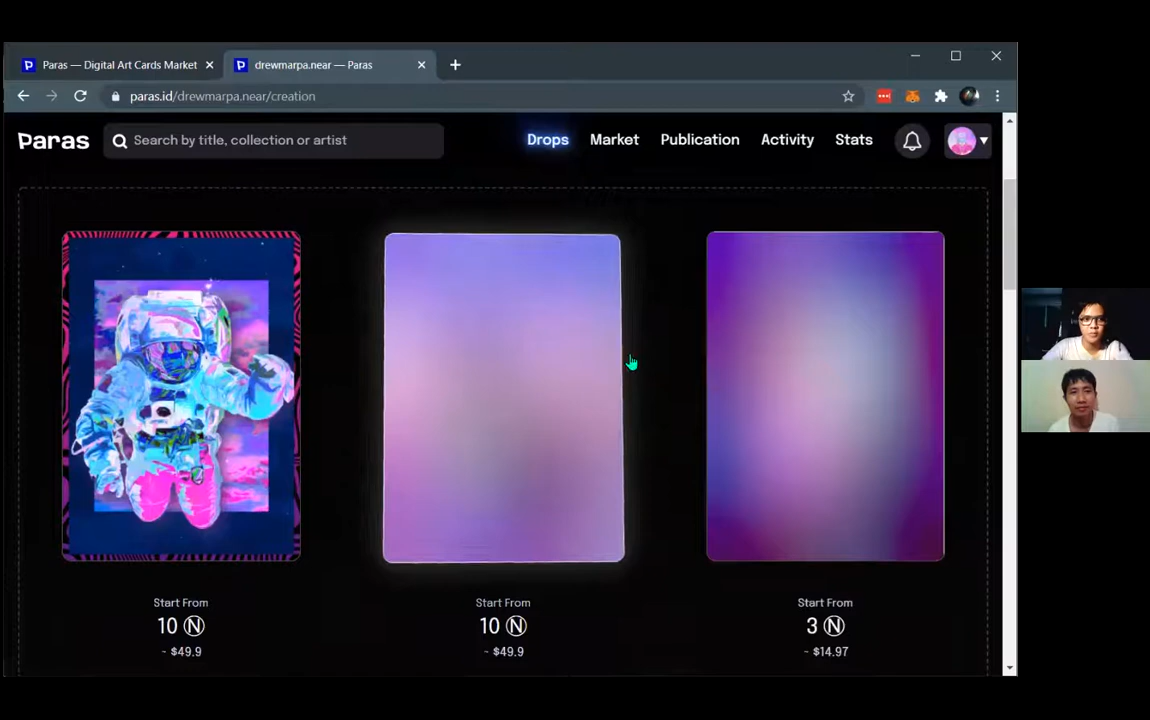 Paras — Digital Art Cards Market
drewmarpa.near — Paras
paras.id/drewmarpa.near/creation
Paras
Search by title, collection or artist
Drops
Market
Publication
Activity
Stats
Start From
10 Ⓝ
~ $49.9
Start From
10 Ⓝ
~ $49.9
Start From
3 Ⓝ
~ $14.97